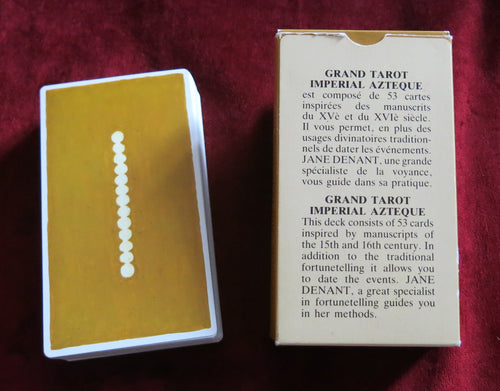 GRAND TAROT
IMPERIAL AZTEQUE
est composé de 53 cartes
inspirées des manuscrits
du XVè et du XVIè siècle.
Il vous permet, en plus des
usages divinatoires tradition-
nels de dater les événements.
JANE DENANT, une grande
spécialiste de la voyance,
vous guide dans sa pratique.
GRAND TAROT
IMPERIAL AZTEQUE
This deck consists of 53 cards
inspired by manuscripts of
the 15th and 16th century. In
addition to the traditional
fortunetelling it allows you
to date the events. JANE
DENANT, a great specialist
in fortunetelling guides you
in her methods.